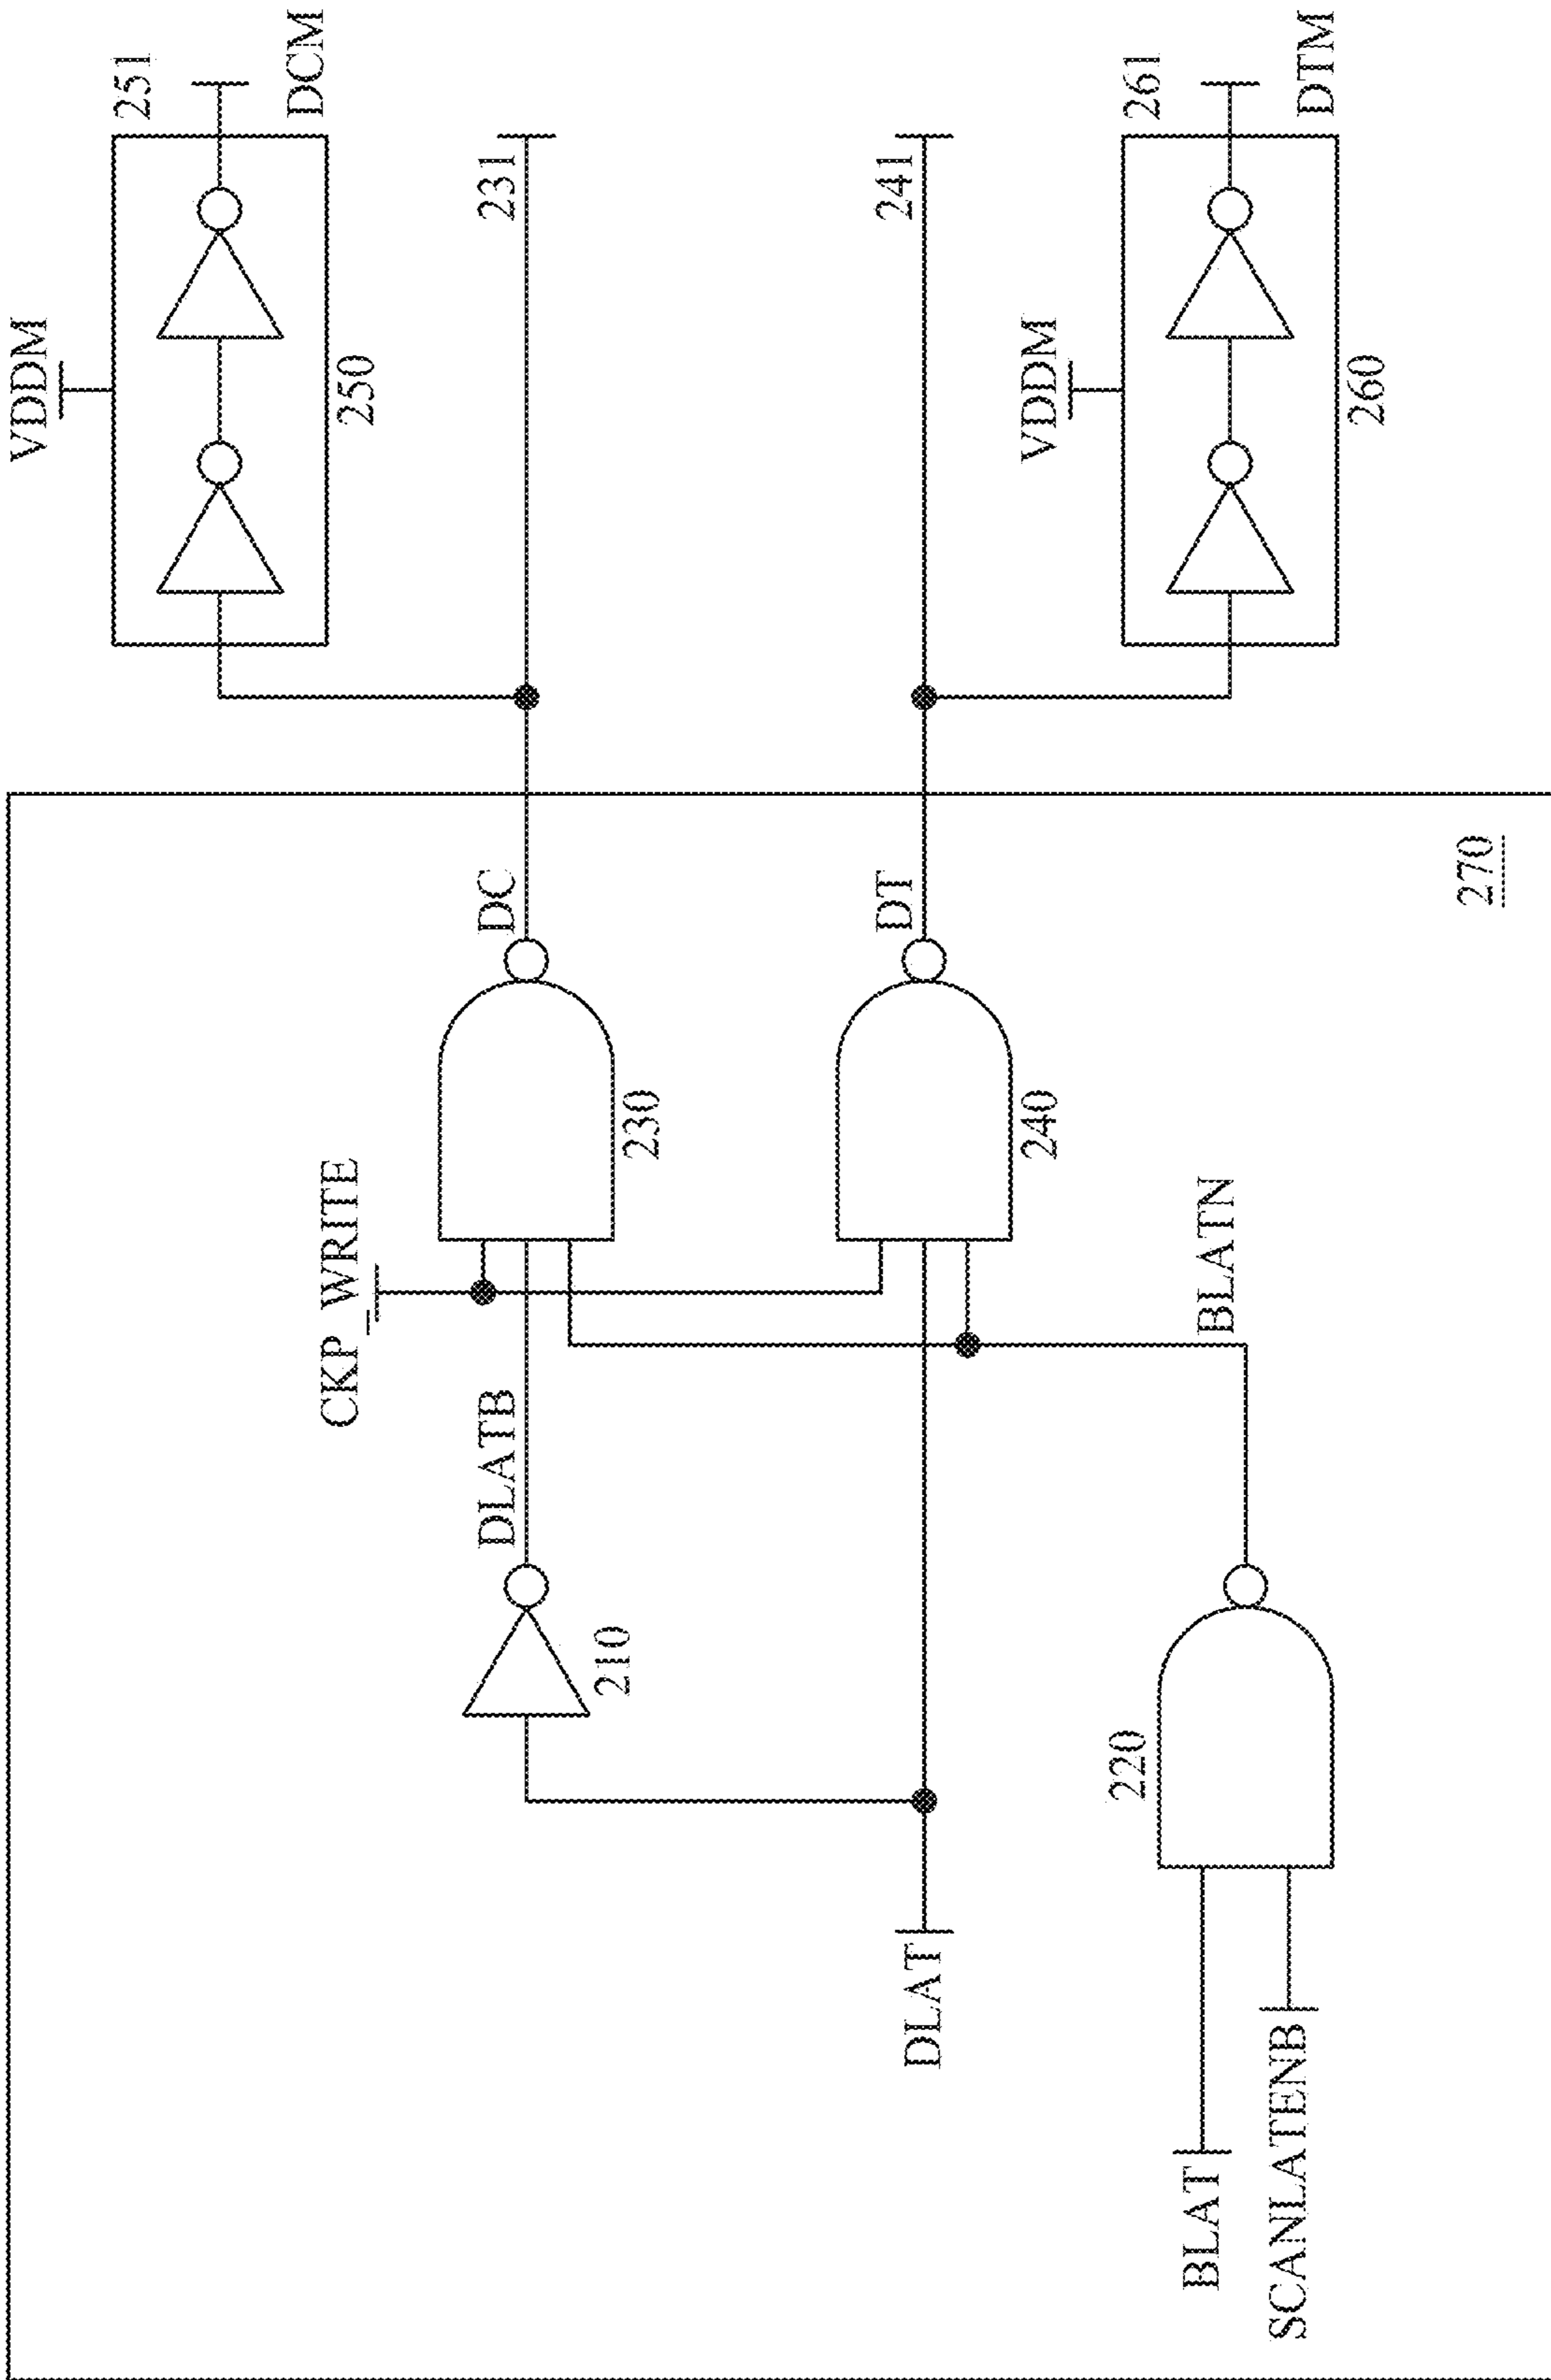 VDDM
251
DCM
250
CKP_WRITE
DLATB
DC
231
210
230
DLAT
DT
241
240
VDDM
261
DTM
260
BLATN
220
BLAT
SCANLATENB
270